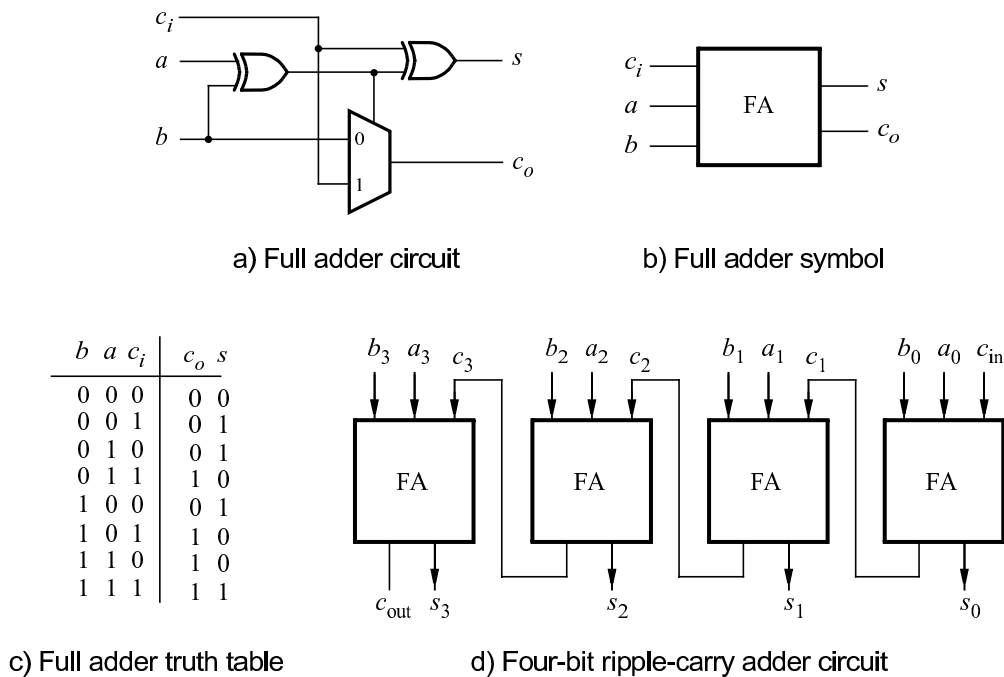 c_i
a
s
b
0
1
c_o
a) Full adder circuit
c_i
a
b
FA
s
c_o
b) Full adder symbol
b a c_i c_o s
0 0 0 0 0
0 0 1 0 1
0 1 0 0 1
0 1 1 1 0
1 0 0 0 1
1 0 1 1 0
1 1 0 1 0
1 1 1 1 1
c) Full adder truth table
b_3 a_3 c_3 b_2 a_2 c_2 b_1 a_1 c_1 b_0 a_0 c_in
FA FA FA FA
c_out s_3 s_2 s_1 s_0
d) Four-bit ripple-carry adder circuit